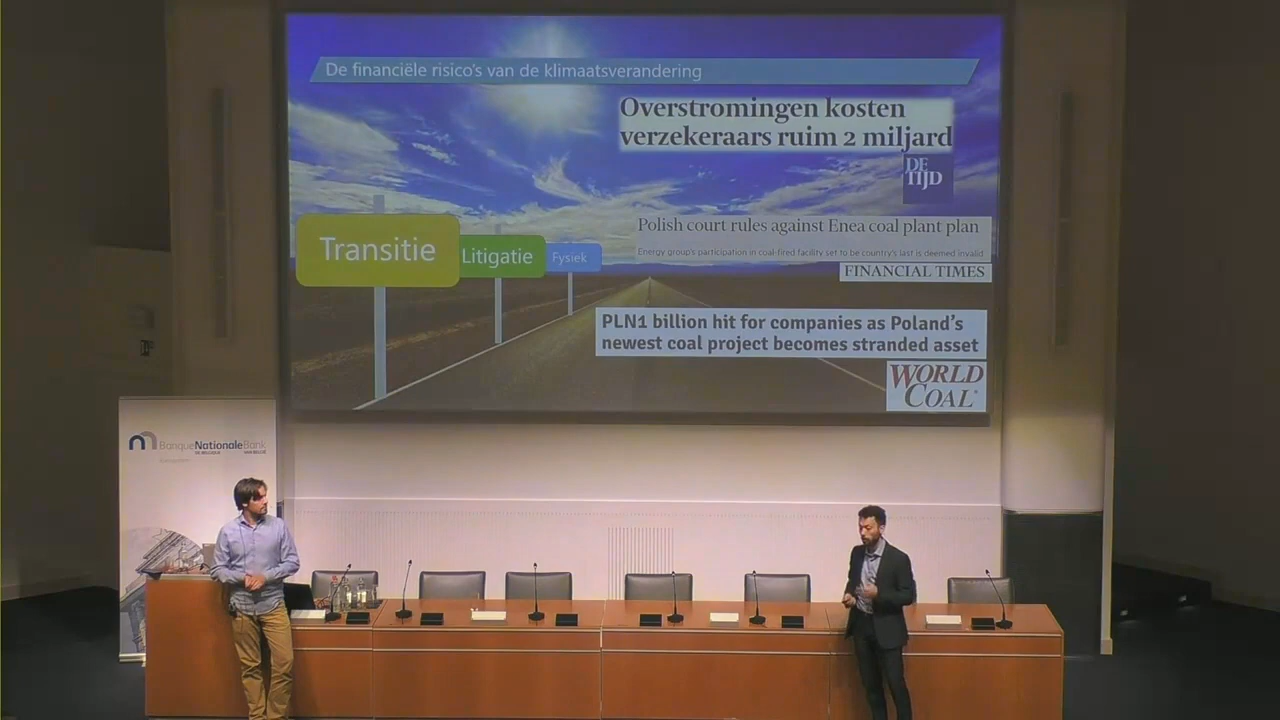 De financiële risico's van de klimaatsverandering
Overstromingen kosten
verzekeraars ruim 2 miljard
DE
TIJD
Polish court rules against Enea coal plant plan
Energy group's participation in coal-fired facility set to be country's last is deemed invalid
FINANCIAL TIMES
Transitie
Litigatie
Fysiek
PLN1 billion hit for companies as Poland's
newest coal project becomes stranded asset
WORLD
COAL
BanqueNationaleBank
DE BELGIQUE VAN BELGIË